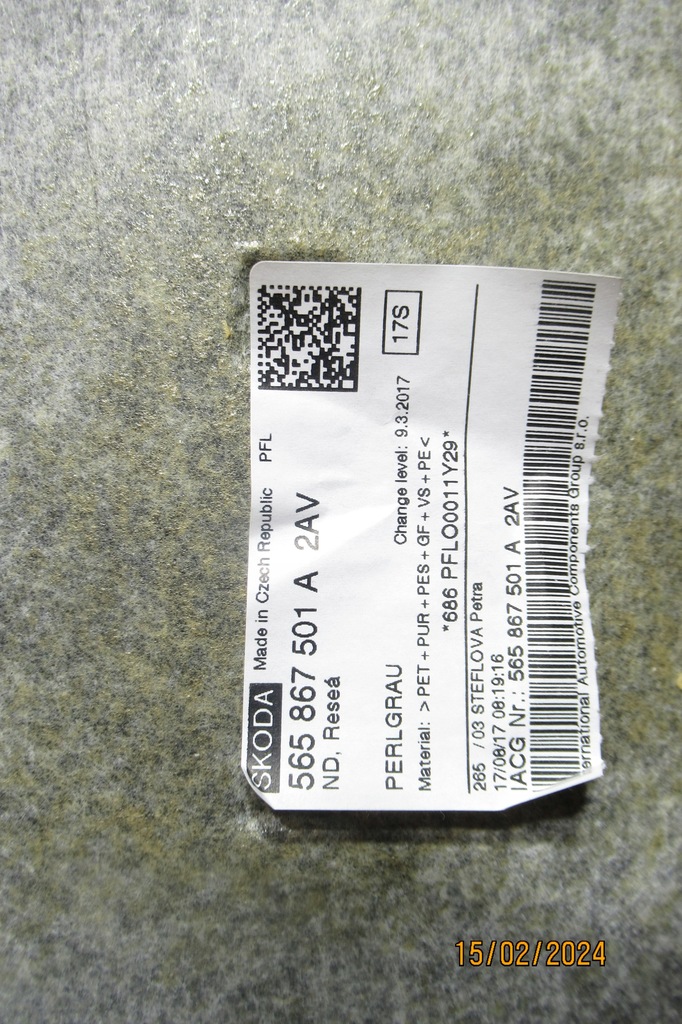 SKODA Made in Czech Republic PFL
565 867 501 A 2AV
ND, Reseá
PERLGRAU
Change level: 9.3.2017
17S
Material: >PET+PUR+PES+GF+VS+PE<
*686 PFLO0011Y29*
265 / 03 STEFLOVA Petra
17/08/17 08:19:16
IACG Nr.: 565 867 501 A 2AV
ernational Automotive Components Group s.r.o.
15/02/2024